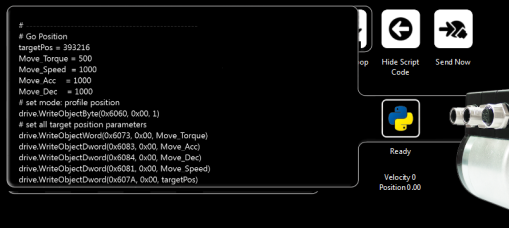 # ------------------------------------------------
# Go Position
targetPos = 393216
Move_Torque = 500
Move_Speed = 1000
Move_Acc = 1000
Move_Dec = 1000
# set mode: profile position
drive.WriteObjectByte(0x6060, 0x00, 1)
# set all target position parameters
drive.WriteObjectWord(0x6073, 0x00, Move_Torque)
drive.WriteObjectDword(0x6083, 0x00, Move_Acc)
drive.WriteObjectDword(0x6084, 0x00, Move_Dec)
drive.WriteObjectDword(0x6081, 0x00, Move_Speed)
drive.WriteObjectDword(0x607A, 0x00, targetPos)
op
Hide Script
Code
Send Now
Ready
Velocity 0
Position 0.00